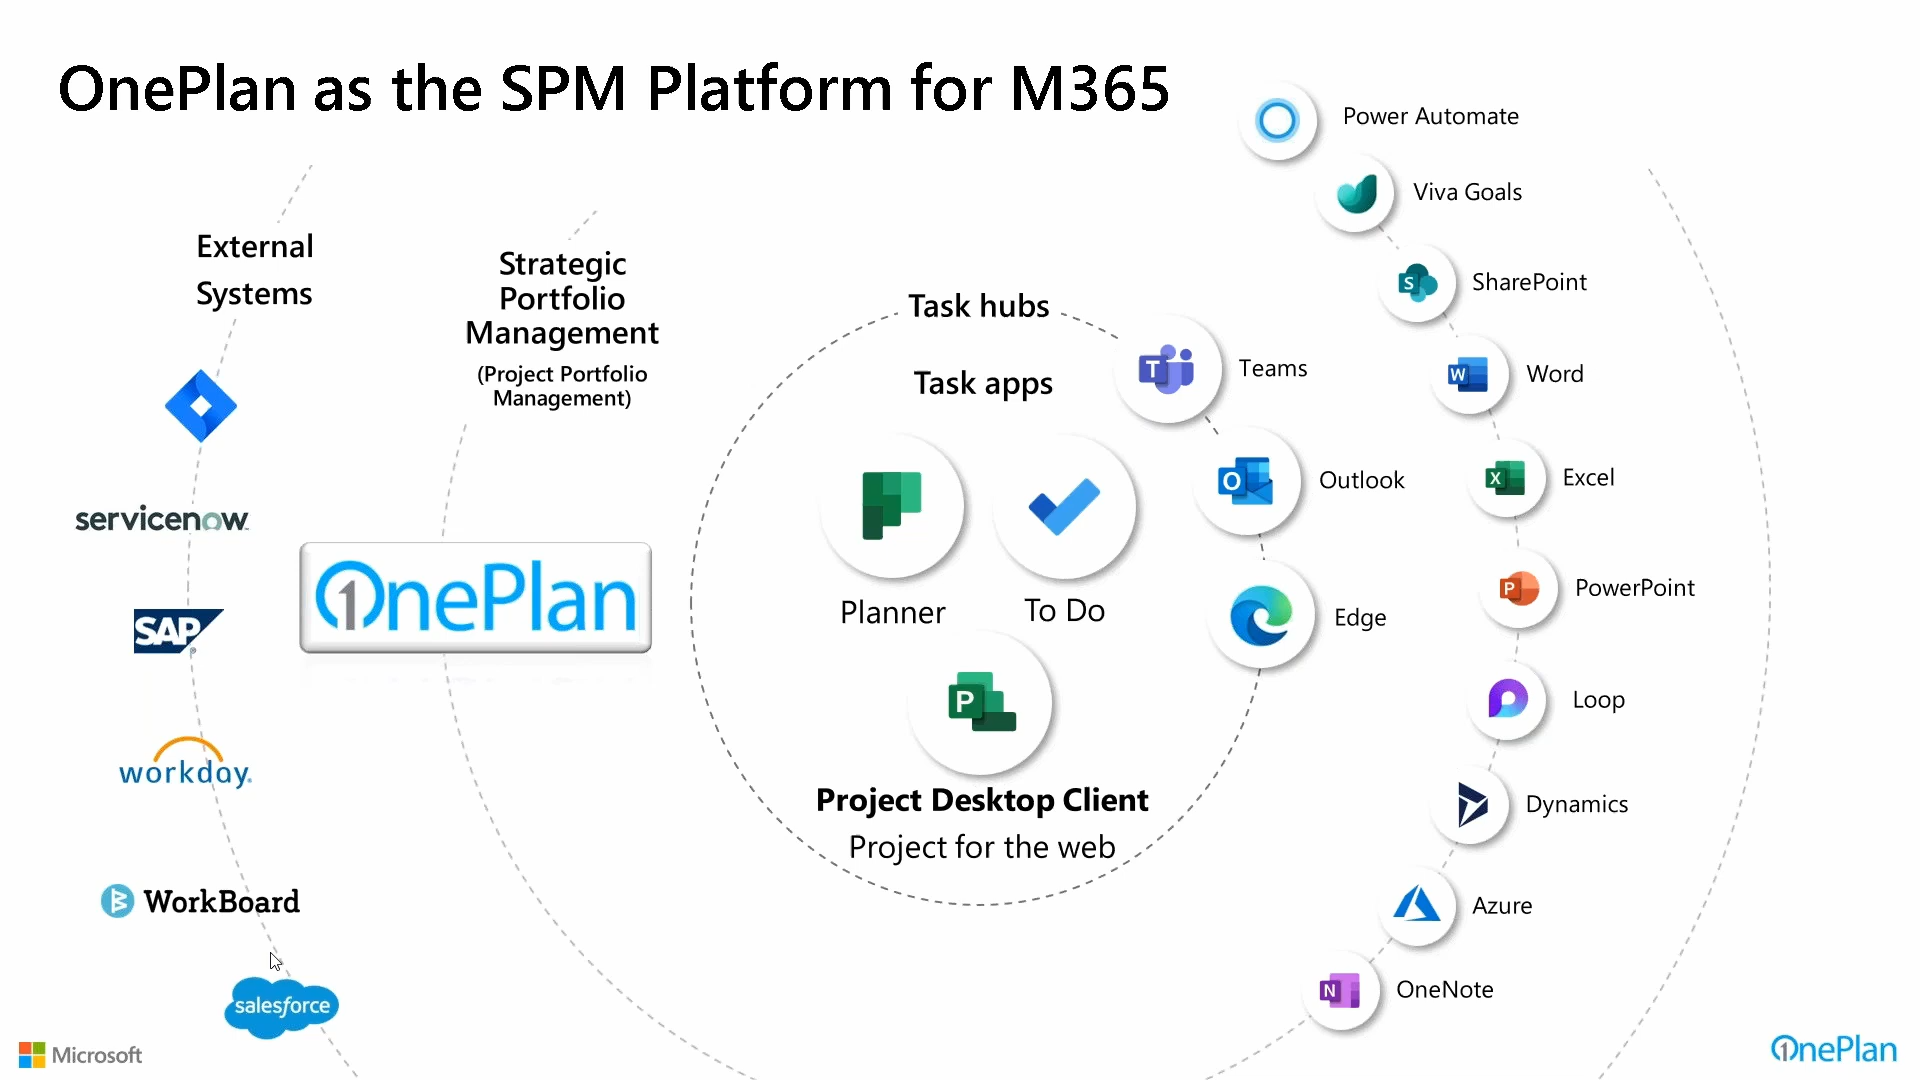 OnePlan as the SPM Platform for M365
Power Automate
Viva Goals
SharePoint
Word
Excel
PowerPoint
Loop
Dynamics
Azure
OneNote
External
Systems
servicenow
SAP
workday
WorkBoard
salesforce
Strategic
Portfolio
Management
(Project Portfolio
Management)
OnePlan
Task hubs
Task apps
Planner
To Do
Project Desktop Client
Project for the web
Teams
Outlook
Edge
Microsoft
OnePlan